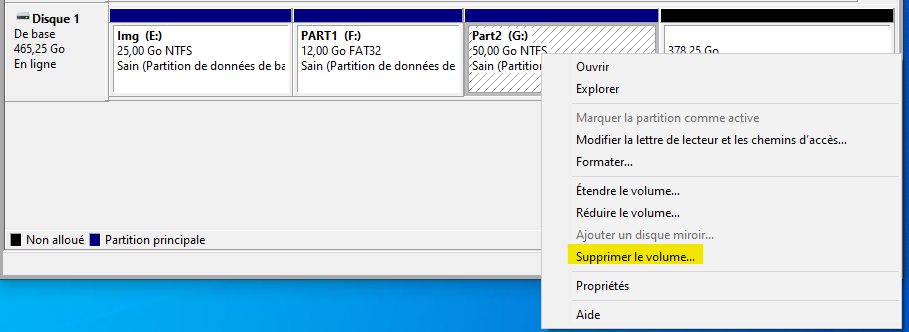 Disque 1
De base
465,25 Go
En ligne
Img (E:)
25,00 Go NTFS
Sain (Partition de données de ba
PART1 (F:)
12,00 Go FAT32
Sain (Partition de données de
Part2 (G:)
50,00 Go NTFS
Sain (Partition
378,25 Go
Ouvrir
Explorer
Marquer la partition comme active
Modifier la lettre de lecteur et les chemins d’accès...
Formater...
Étendre le volume...
Réduire le volume...
Ajouter un disque miroir...
Supprimer le volume...
Propriétés
Aide
Non alloué
Partition principale